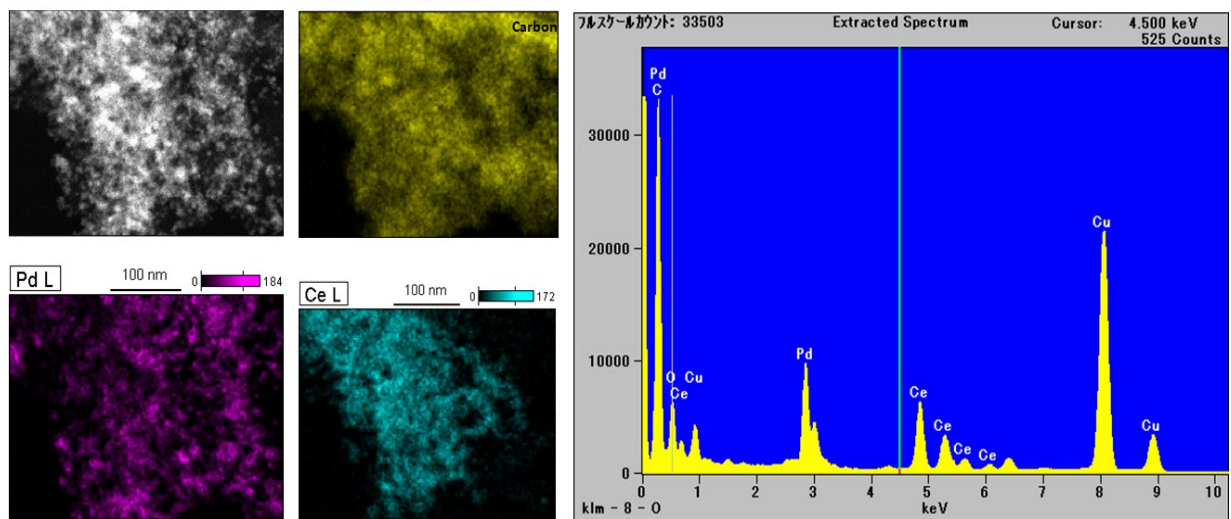 Carbon
Pd L
100 nm
0 184
Ce L
100 nm
0 172
フルスケールカウント: 33503 Extracted Spectrum Cursor: 4.500 keV
525 Counts
Pd
C
30000
20000
Cu
10000
Pd
O Cu
Ce
Ce
Ce
Ce
Ce
Cu
0
0 1 2 3 4 5 6 7 8 9 10
klm - 8 - O keV